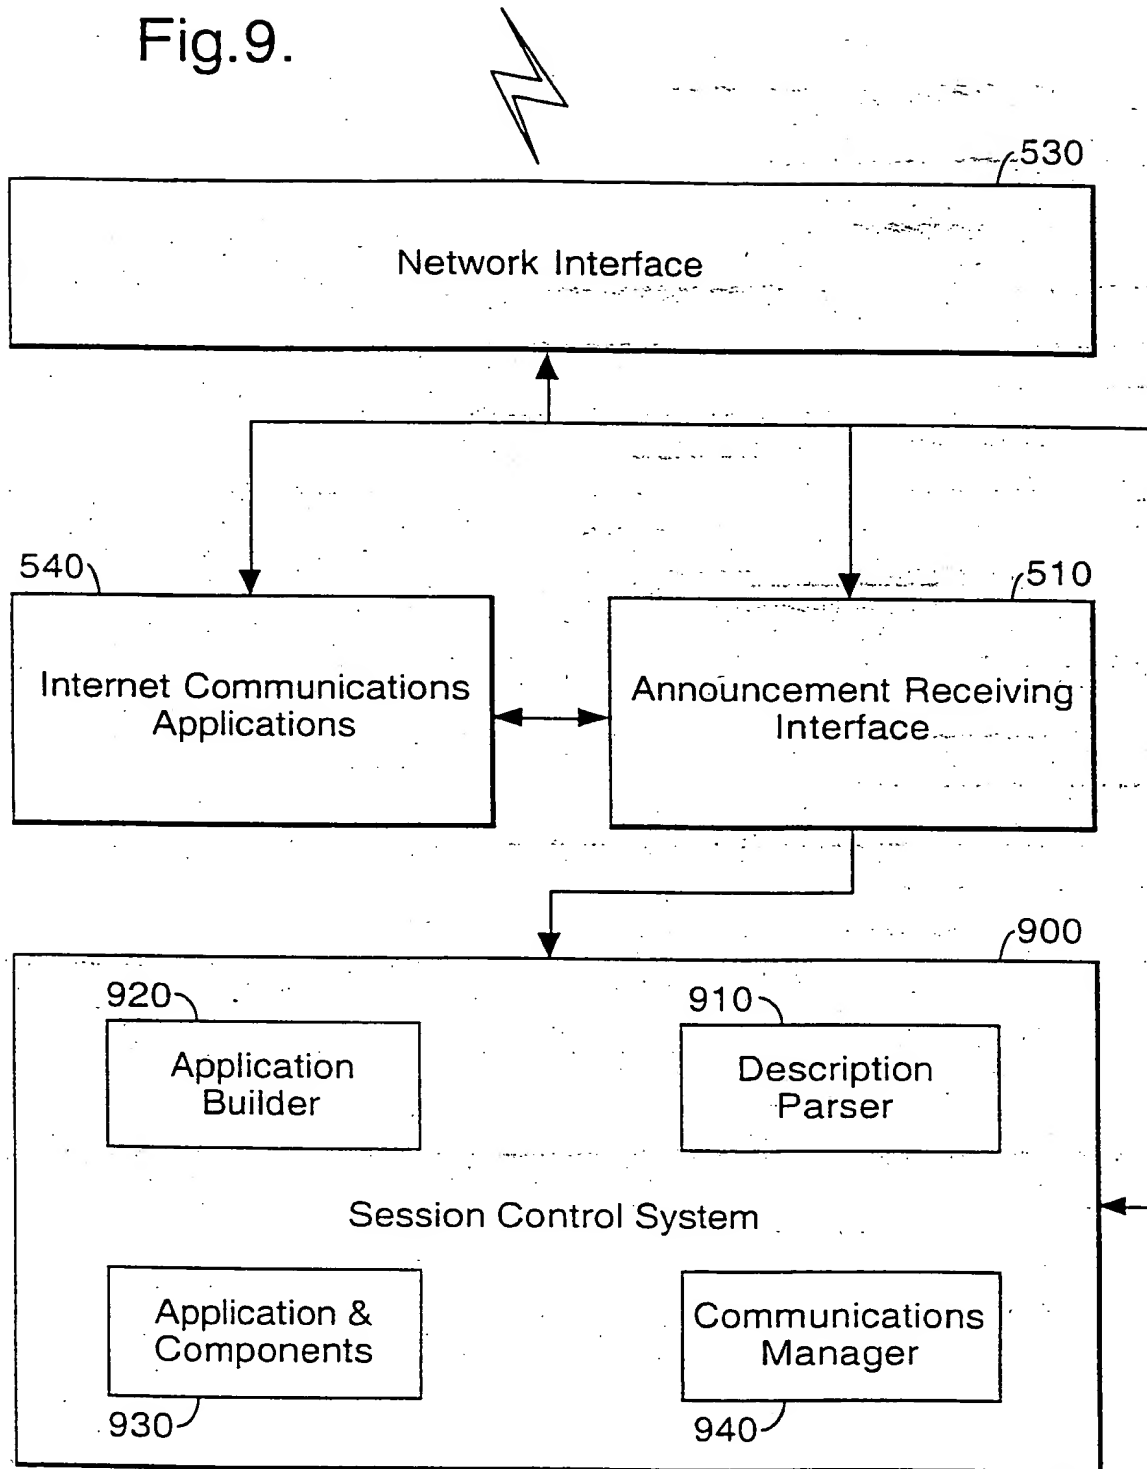 Fig.9.
530
Network Interface
540
510
Internet Communications
Applications
Announcement Receiving
Interface
900
920
910
Application
Builder
Description
Parser
Session Control System
Application &
Components
Communications
Manager
930
940